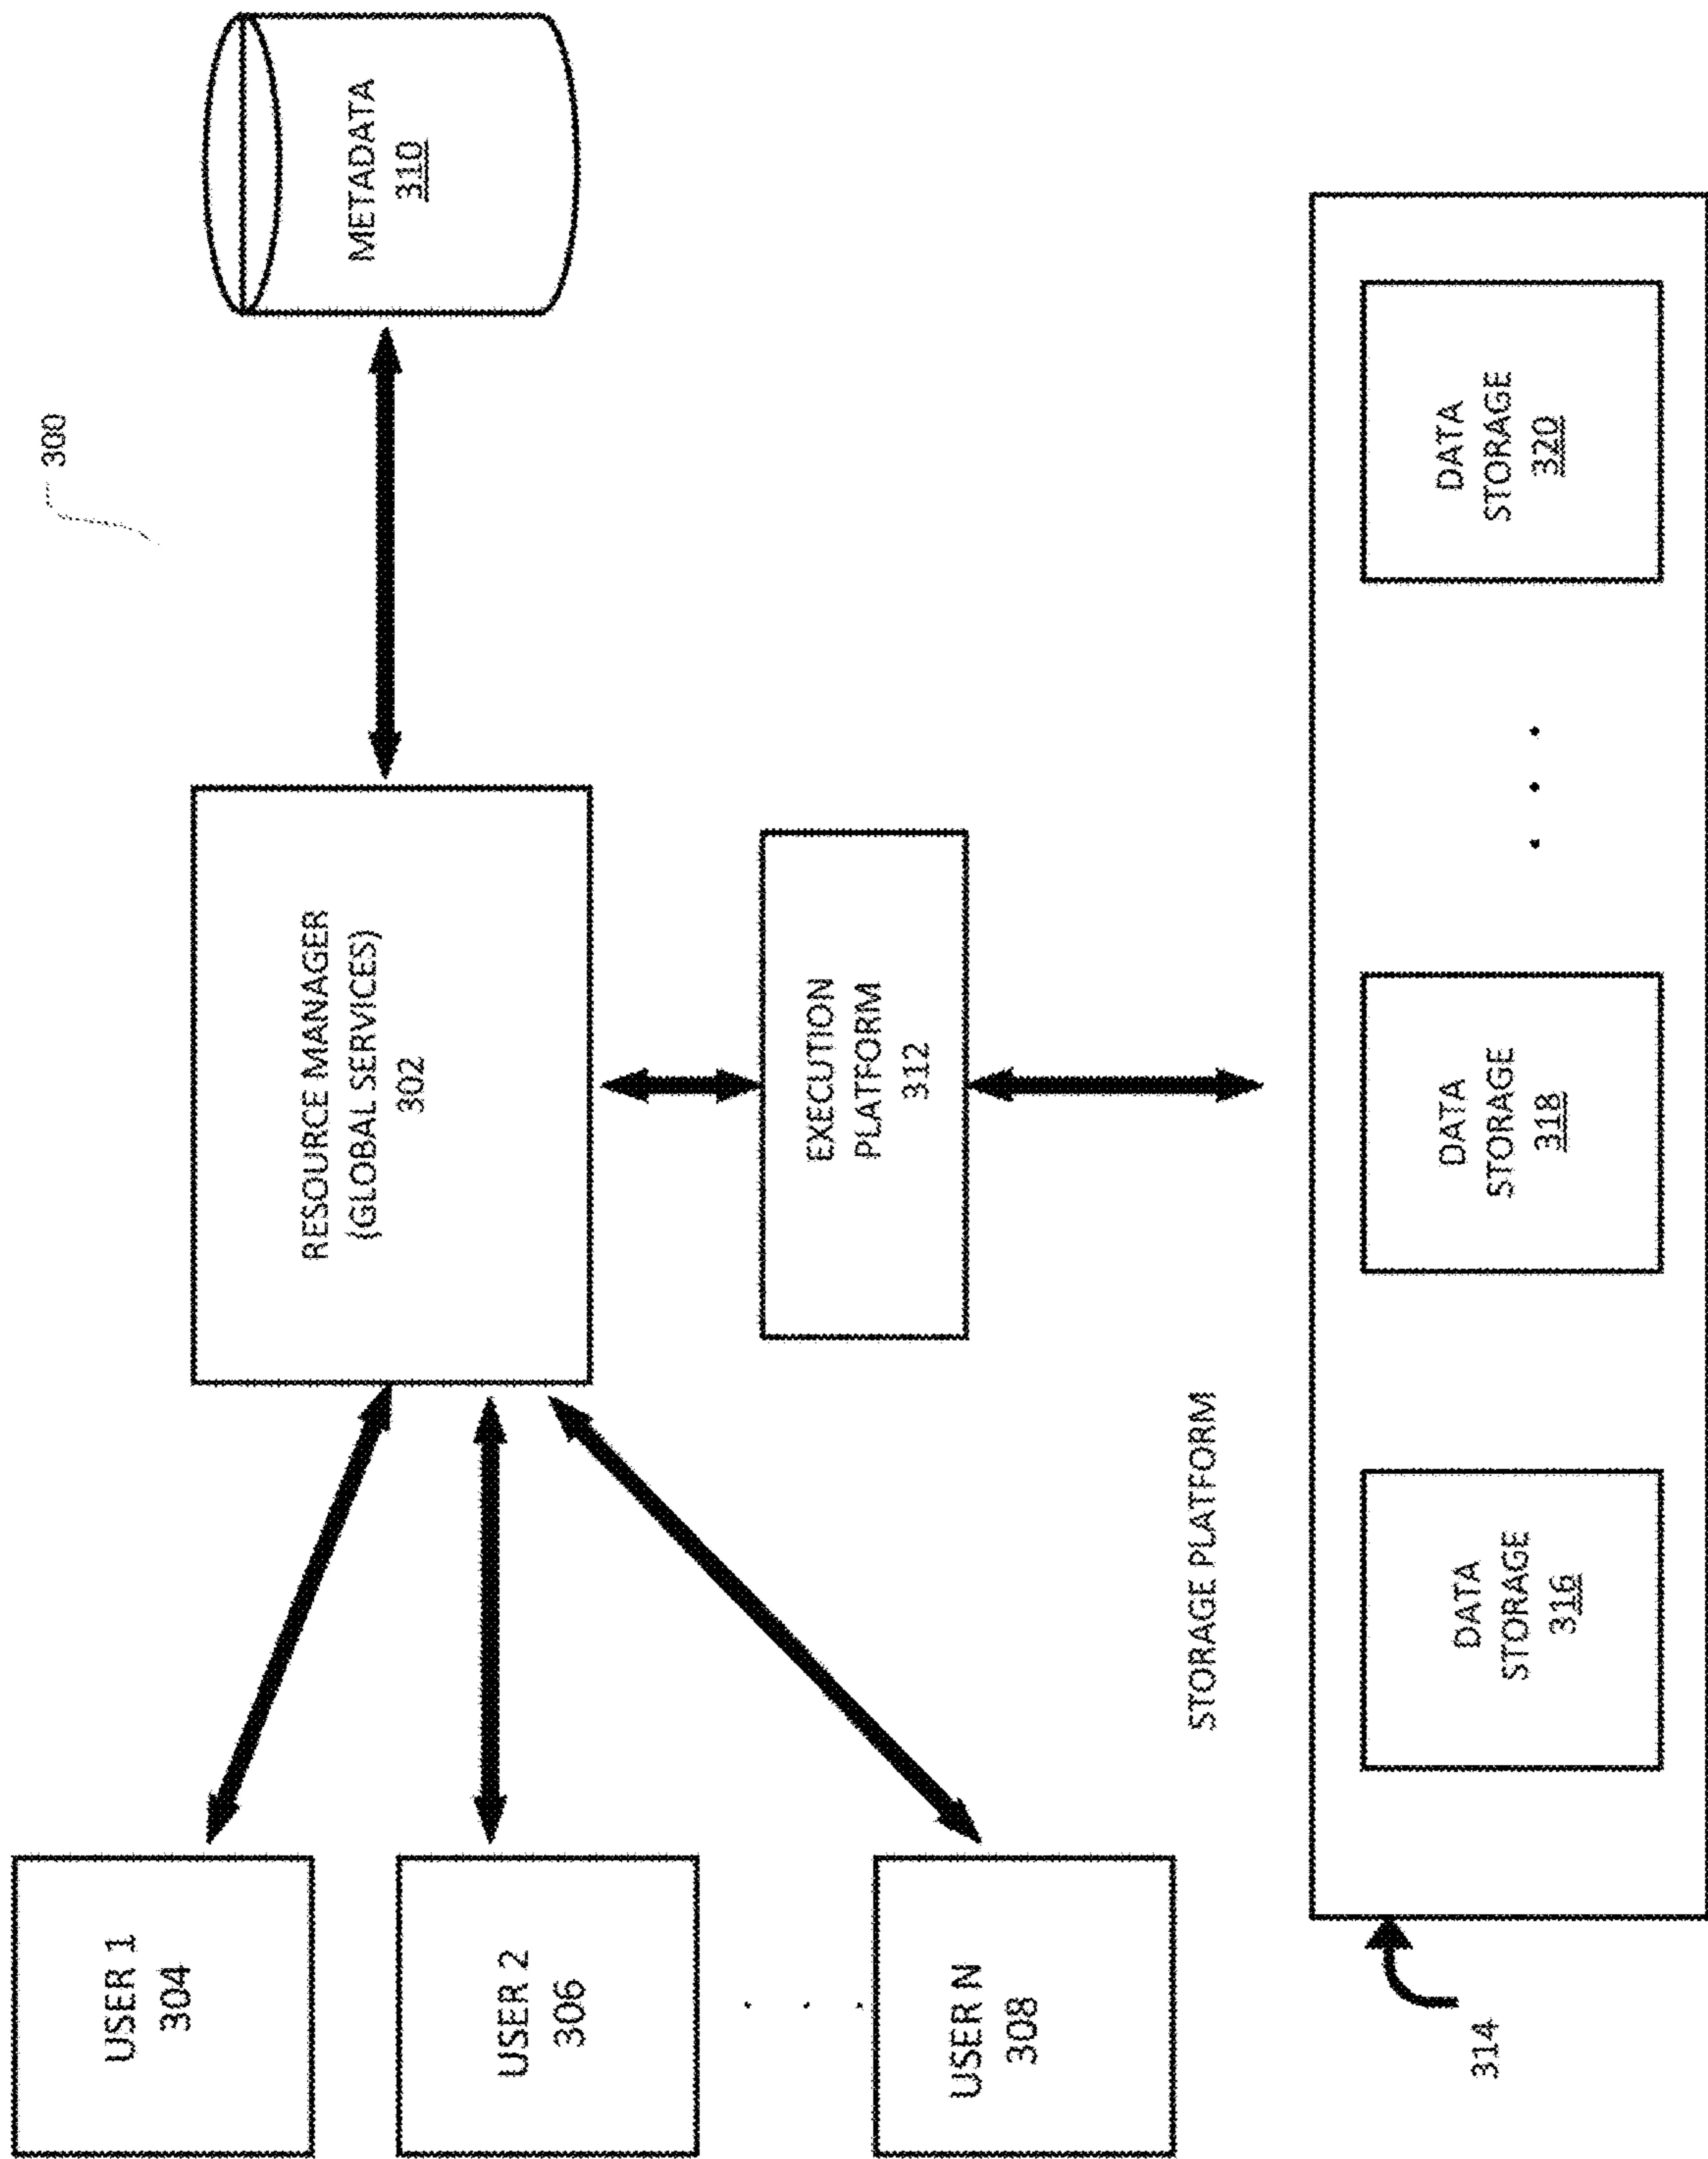 300
USER 1
304
USER 2
306
. . .
USER N
308
RESOURCE MANAGER
(GLOBAL SERVICES)
302
METADATA
310
EXECUTION
PLATFORM
312
STORAGE PLATFORM
314
DATA
STORAGE
316
DATA
STORAGE
318
. . .
DATA
STORAGE
320